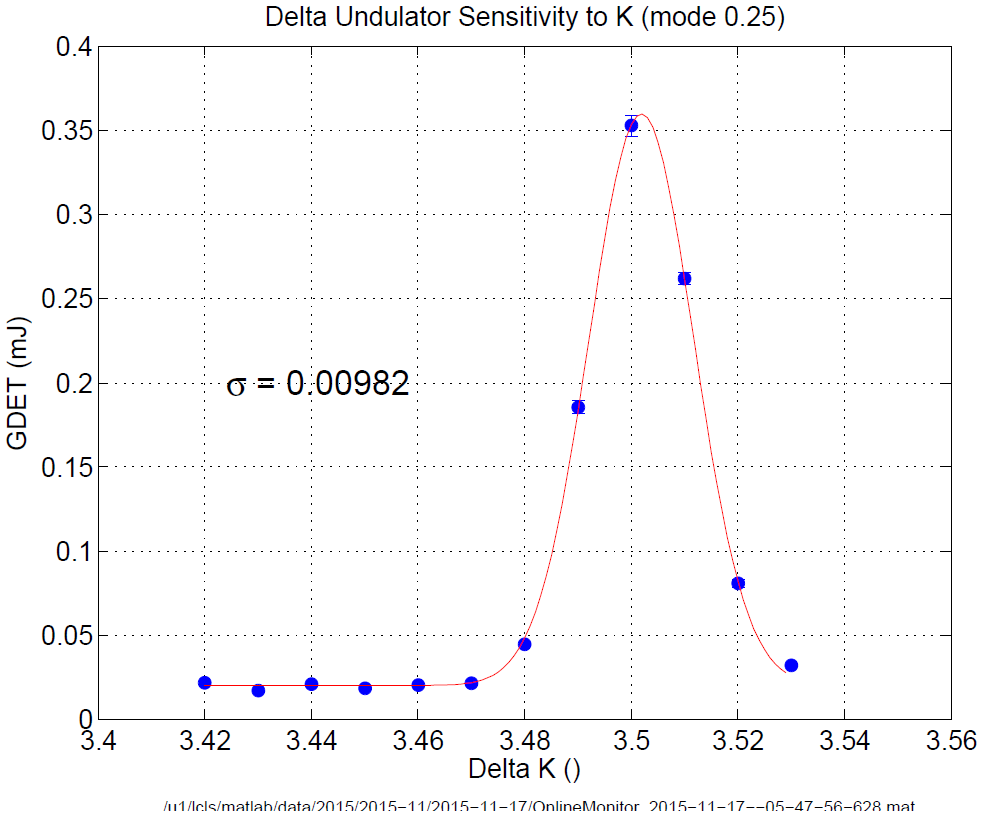 Delta Undulator Sensitivity to K (mode 0.25)
0.4
0.35
0.3
0.25
0.2
0.15
0.1
0.05
0
GDET (mJ)
σ = 0.00982
3.4 3.42 3.44 3.46 3.48 3.5 3.52 3.54 3.56
Delta K ()
/u1/lcls/matlab/data/2015/2015−11/2015−11−17/OnlineMonitor_2015−11−17−−05−47−56−628.mat